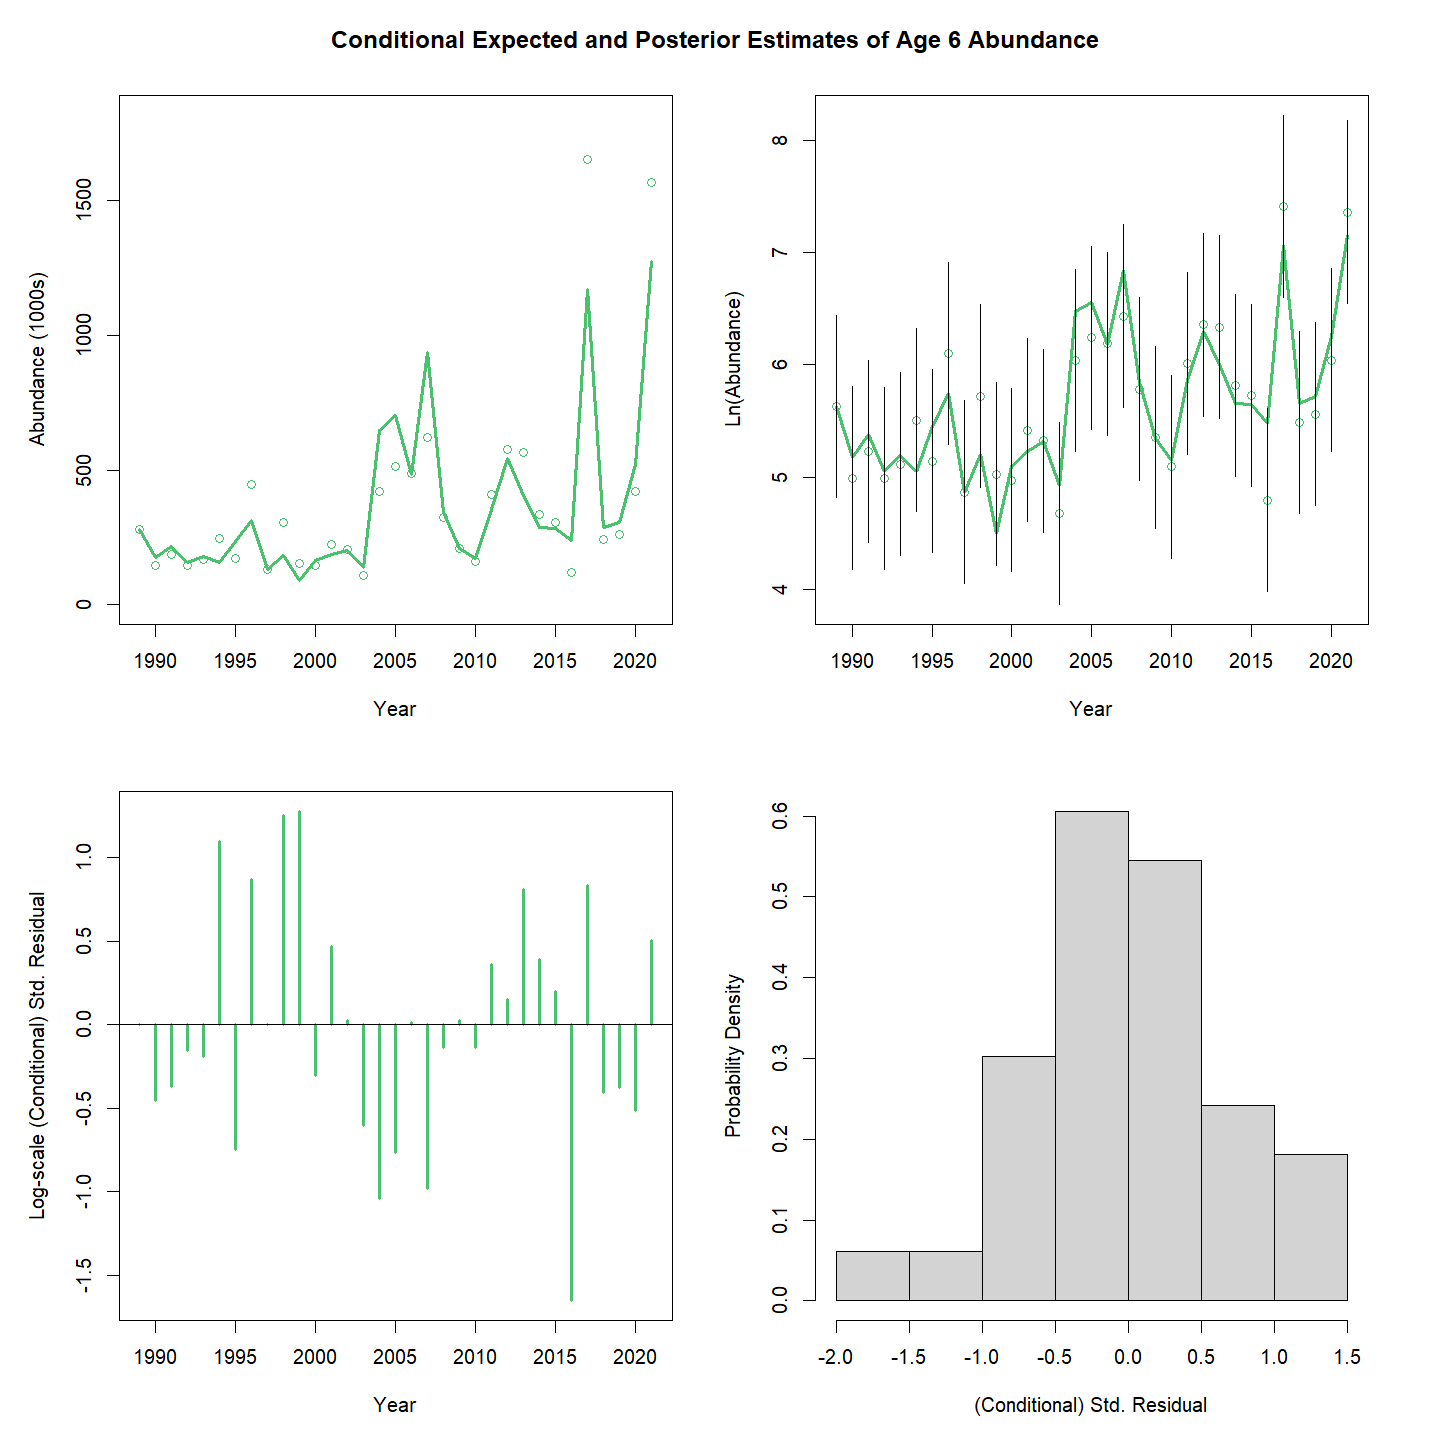 Conditional Expected and Posterior Estimates of Age 6 Abundance
Abundance (1000s)
1500
1000
500
0
1990 1995 2000 2005 2010 2015 2020
Year
Ln(Abundance)
8
7
6
5
4
1990 1995 2000 2005 2010 2015 2020
Year
Log-scale (Conditional) Std. Residual
1.0
0.5
0.0
-0.5
-1.0
-1.5
1990 1995 2000 2005 2010 2015 2020
Year
Probability Density
0.6
0.5
0.4
0.3
0.2
0.1
0.0
-2.0 -1.5 -1.0 -0.5 0.0 0.5 1.0 1.5
(Conditional) Std. Residual